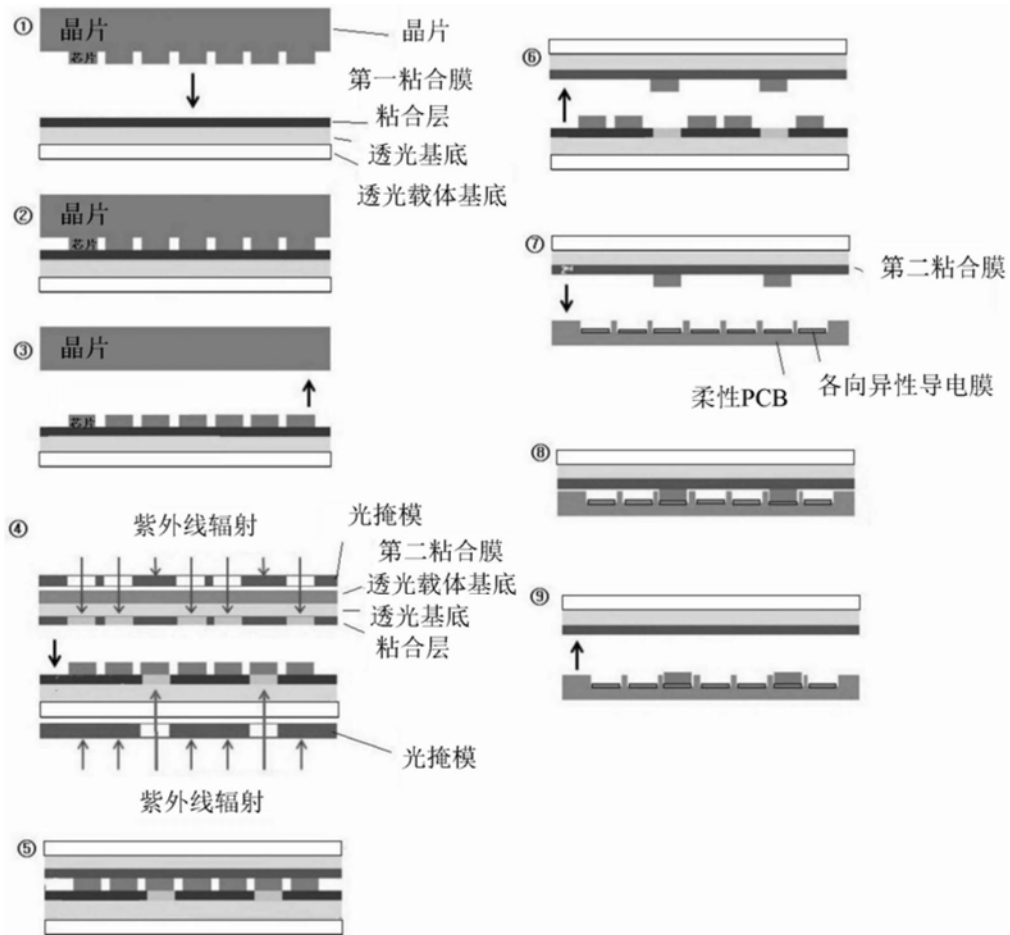 ①
晶片
晶片
芯片
第一粘合膜
粘合层
透光基底
透光载体基底
②
晶片
芯片
③
晶片
芯片
④
紫外线辐射
光掩模
第二粘合膜
透光载体基底
透光基底
粘合层
光掩模
紫外线辐射
⑤
⑥
⑦
第二粘合膜
各向异性导电膜
柔性PCB
⑧
⑨